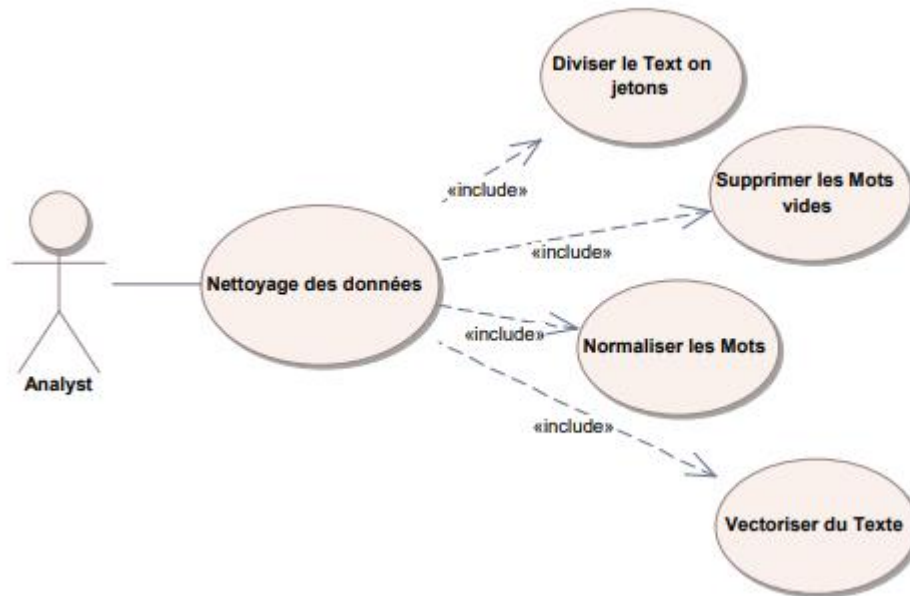 Diviser le Text on
jetons
«include»
Supprimer les Mots
vides
«include»
Nettoyage des données
«include»
Normaliser les Mots
Analyst
«include»
Vectoriser du Texte